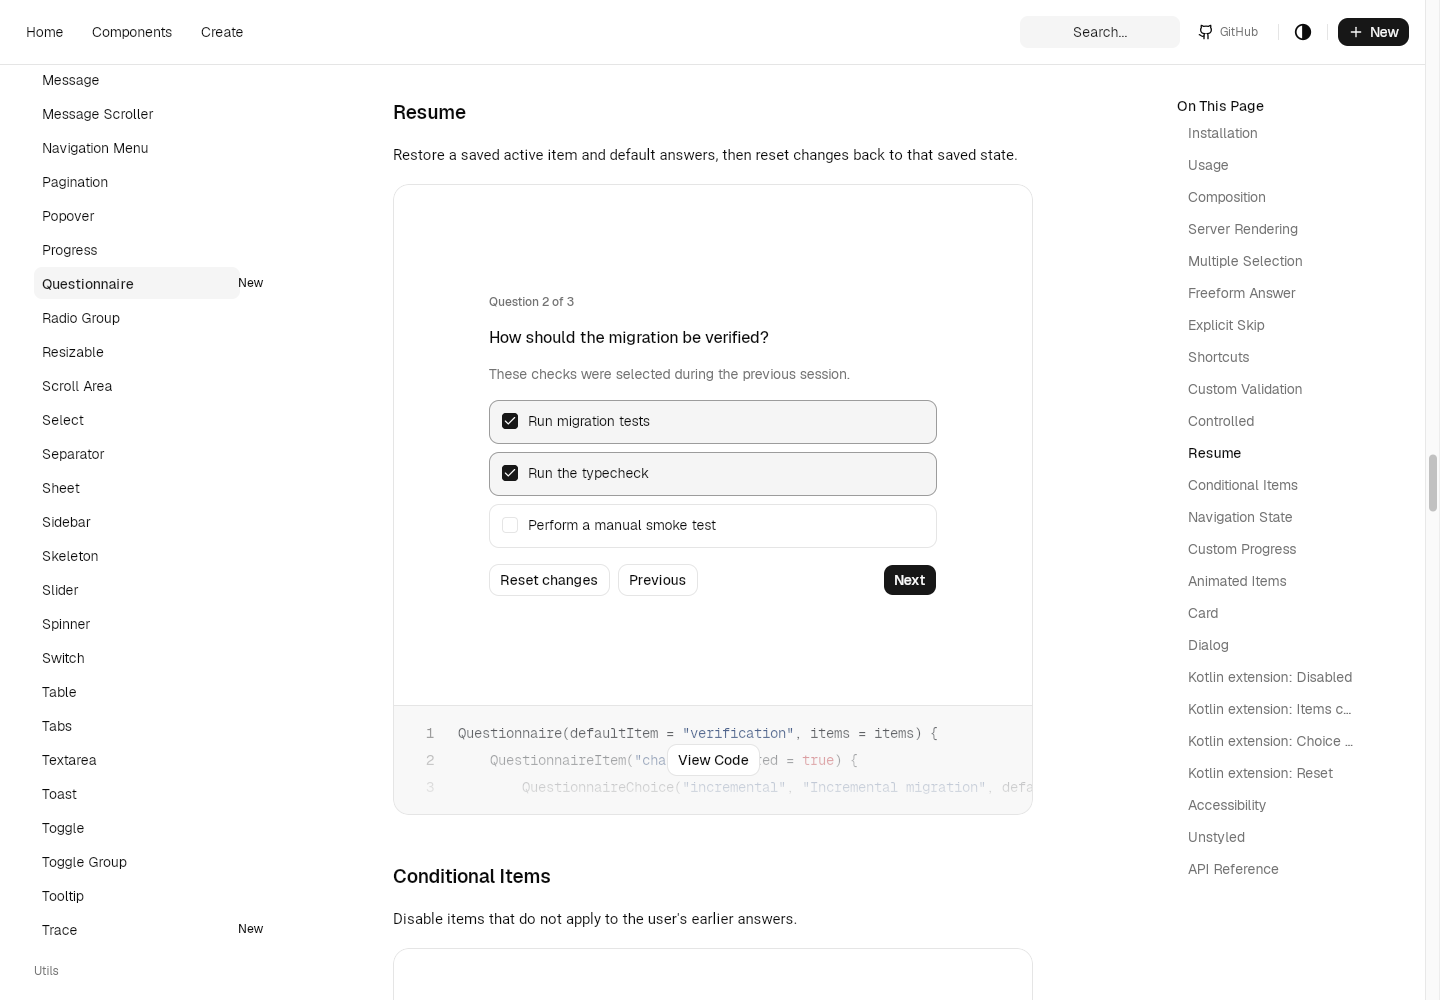 Home
Components
Create
Search...
GitHub
New
Message
Message Scroller
Navigation Menu
Pagination
Popover
Progress
Questionnaire
New
Radio Group
Resizable
Scroll Area
Select
Separator
Sheet
Sidebar
Skeleton
Slider
Spinner
Switch
Table
Tabs
Textarea
Toast
Toggle
Toggle Group
Tooltip
Trace
New
Utils
Resume
Restore a saved active item and default answers, then reset changes back to that saved state.
Question 2 of 3
How should the migration be verified?
These checks were selected during the previous session.
Run migration tests
Run the typecheck
Perform a manual smoke test
Reset changes
Previous
Next
1 Questionnaire(defaultItem = "verification", items = items) {
2 QuestionnaireItem("cha red = true) {
View Code
3 QuestionnaireChoice("incremental", "Incremental migration", defa
Conditional Items
Disable items that do not apply to the user's earlier answers.
On This Page
Installation
Usage
Composition
Server Rendering
Multiple Selection
Freeform Answer
Explicit Skip
Shortcuts
Custom Validation
Controlled
Resume
Conditional Items
Navigation State
Custom Progress
Animated Items
Card
Dialog
Kotlin extension: Disabled
Kotlin extension: Items c...
Kotlin extension: Choice ...
Kotlin extension: Reset
Accessibility
Unstyled
API Reference